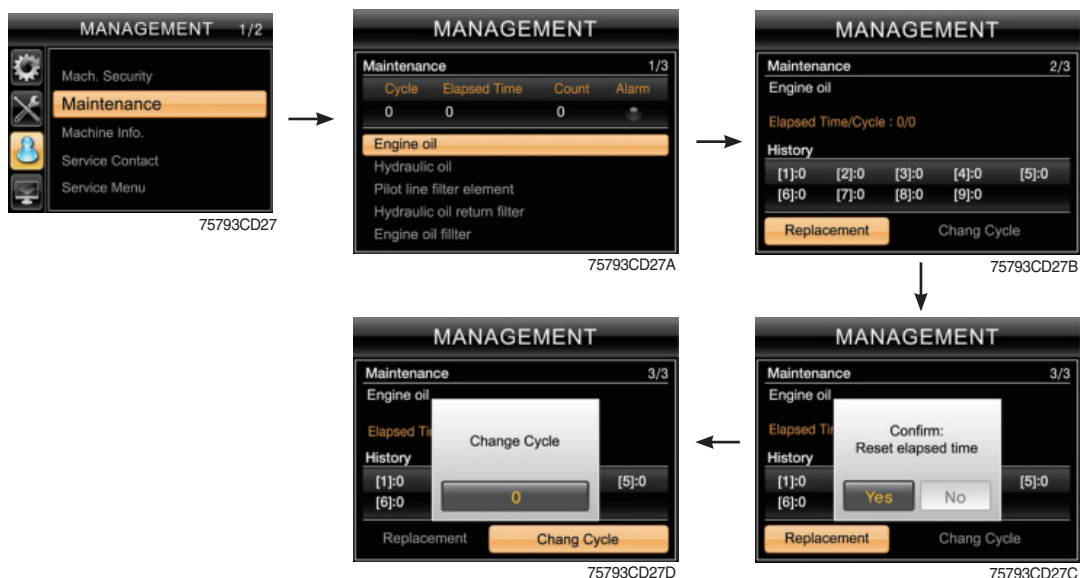 MANAGEMENT 1/2
Mach. Security
Maintenance
Machine Info.
Service Contact
Service Menu
75793CD27
MANAGEMENT
Maintenance 1/3
Cycle Elapsed Time Count Alarm
0 0 0
Engine oil
Hydraulic oil
Pilot line filter element
Hydraulic oil return filter
Engine oil fillter
75793CD27A
MANAGEMENT
Maintenance 2/3
Engine oil
Elapsed Time/Cycle : 0/0
History
[1]:0 [2]:0 [3]:0 [4]:0 [5]:0
[6]:0 [7]:0 [8]:0 [9]:0
Replacement Chang Cycle
75793CD27B
MANAGEMENT
Maintenance 3/3
Engine oil
Elapsed Ti
Change Cycle
History
[1]:0 [5]:0
[6]:0
0
Replacement Chang Cycle
75793CD27D
MANAGEMENT
Maintenance 3/3
Engine oil
Elapsed Tir
Confirm:
Reset elapsed time
History
[1]:0 [5]:0
[6]:0
Yes No
Replacement Chang Cycle
75793CD27C